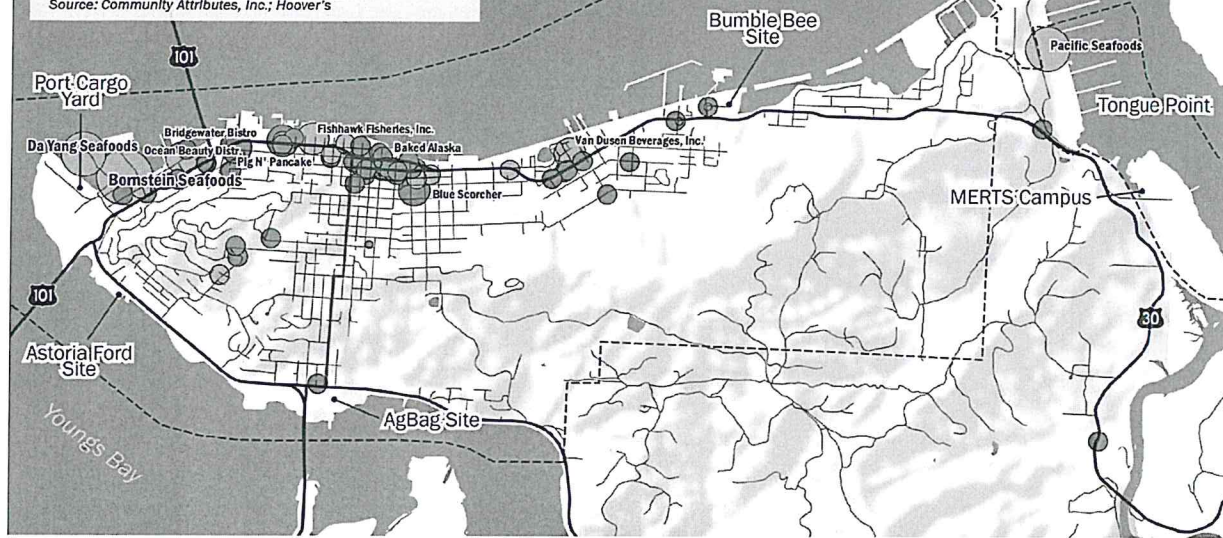 Source: Community Attributes, Inc.; Hoover's
Bumble Bee
Site
101
Pacific Seafoods
Port Cargo
Yard
Tongue Point
Bridgewater Bistro
Fishhawk Fisheries, Inc.
Da Yang Seafoods
Ocean Beauty Distr.
Baked Alaska
Van Dusen Beverages, Inc.
Pig N' Pancake
Bornstein Seafoods
Blue Scorcher
MERTS Campus
101
30
Astoria Ford
Site
AgBag Site
Youngs Bay